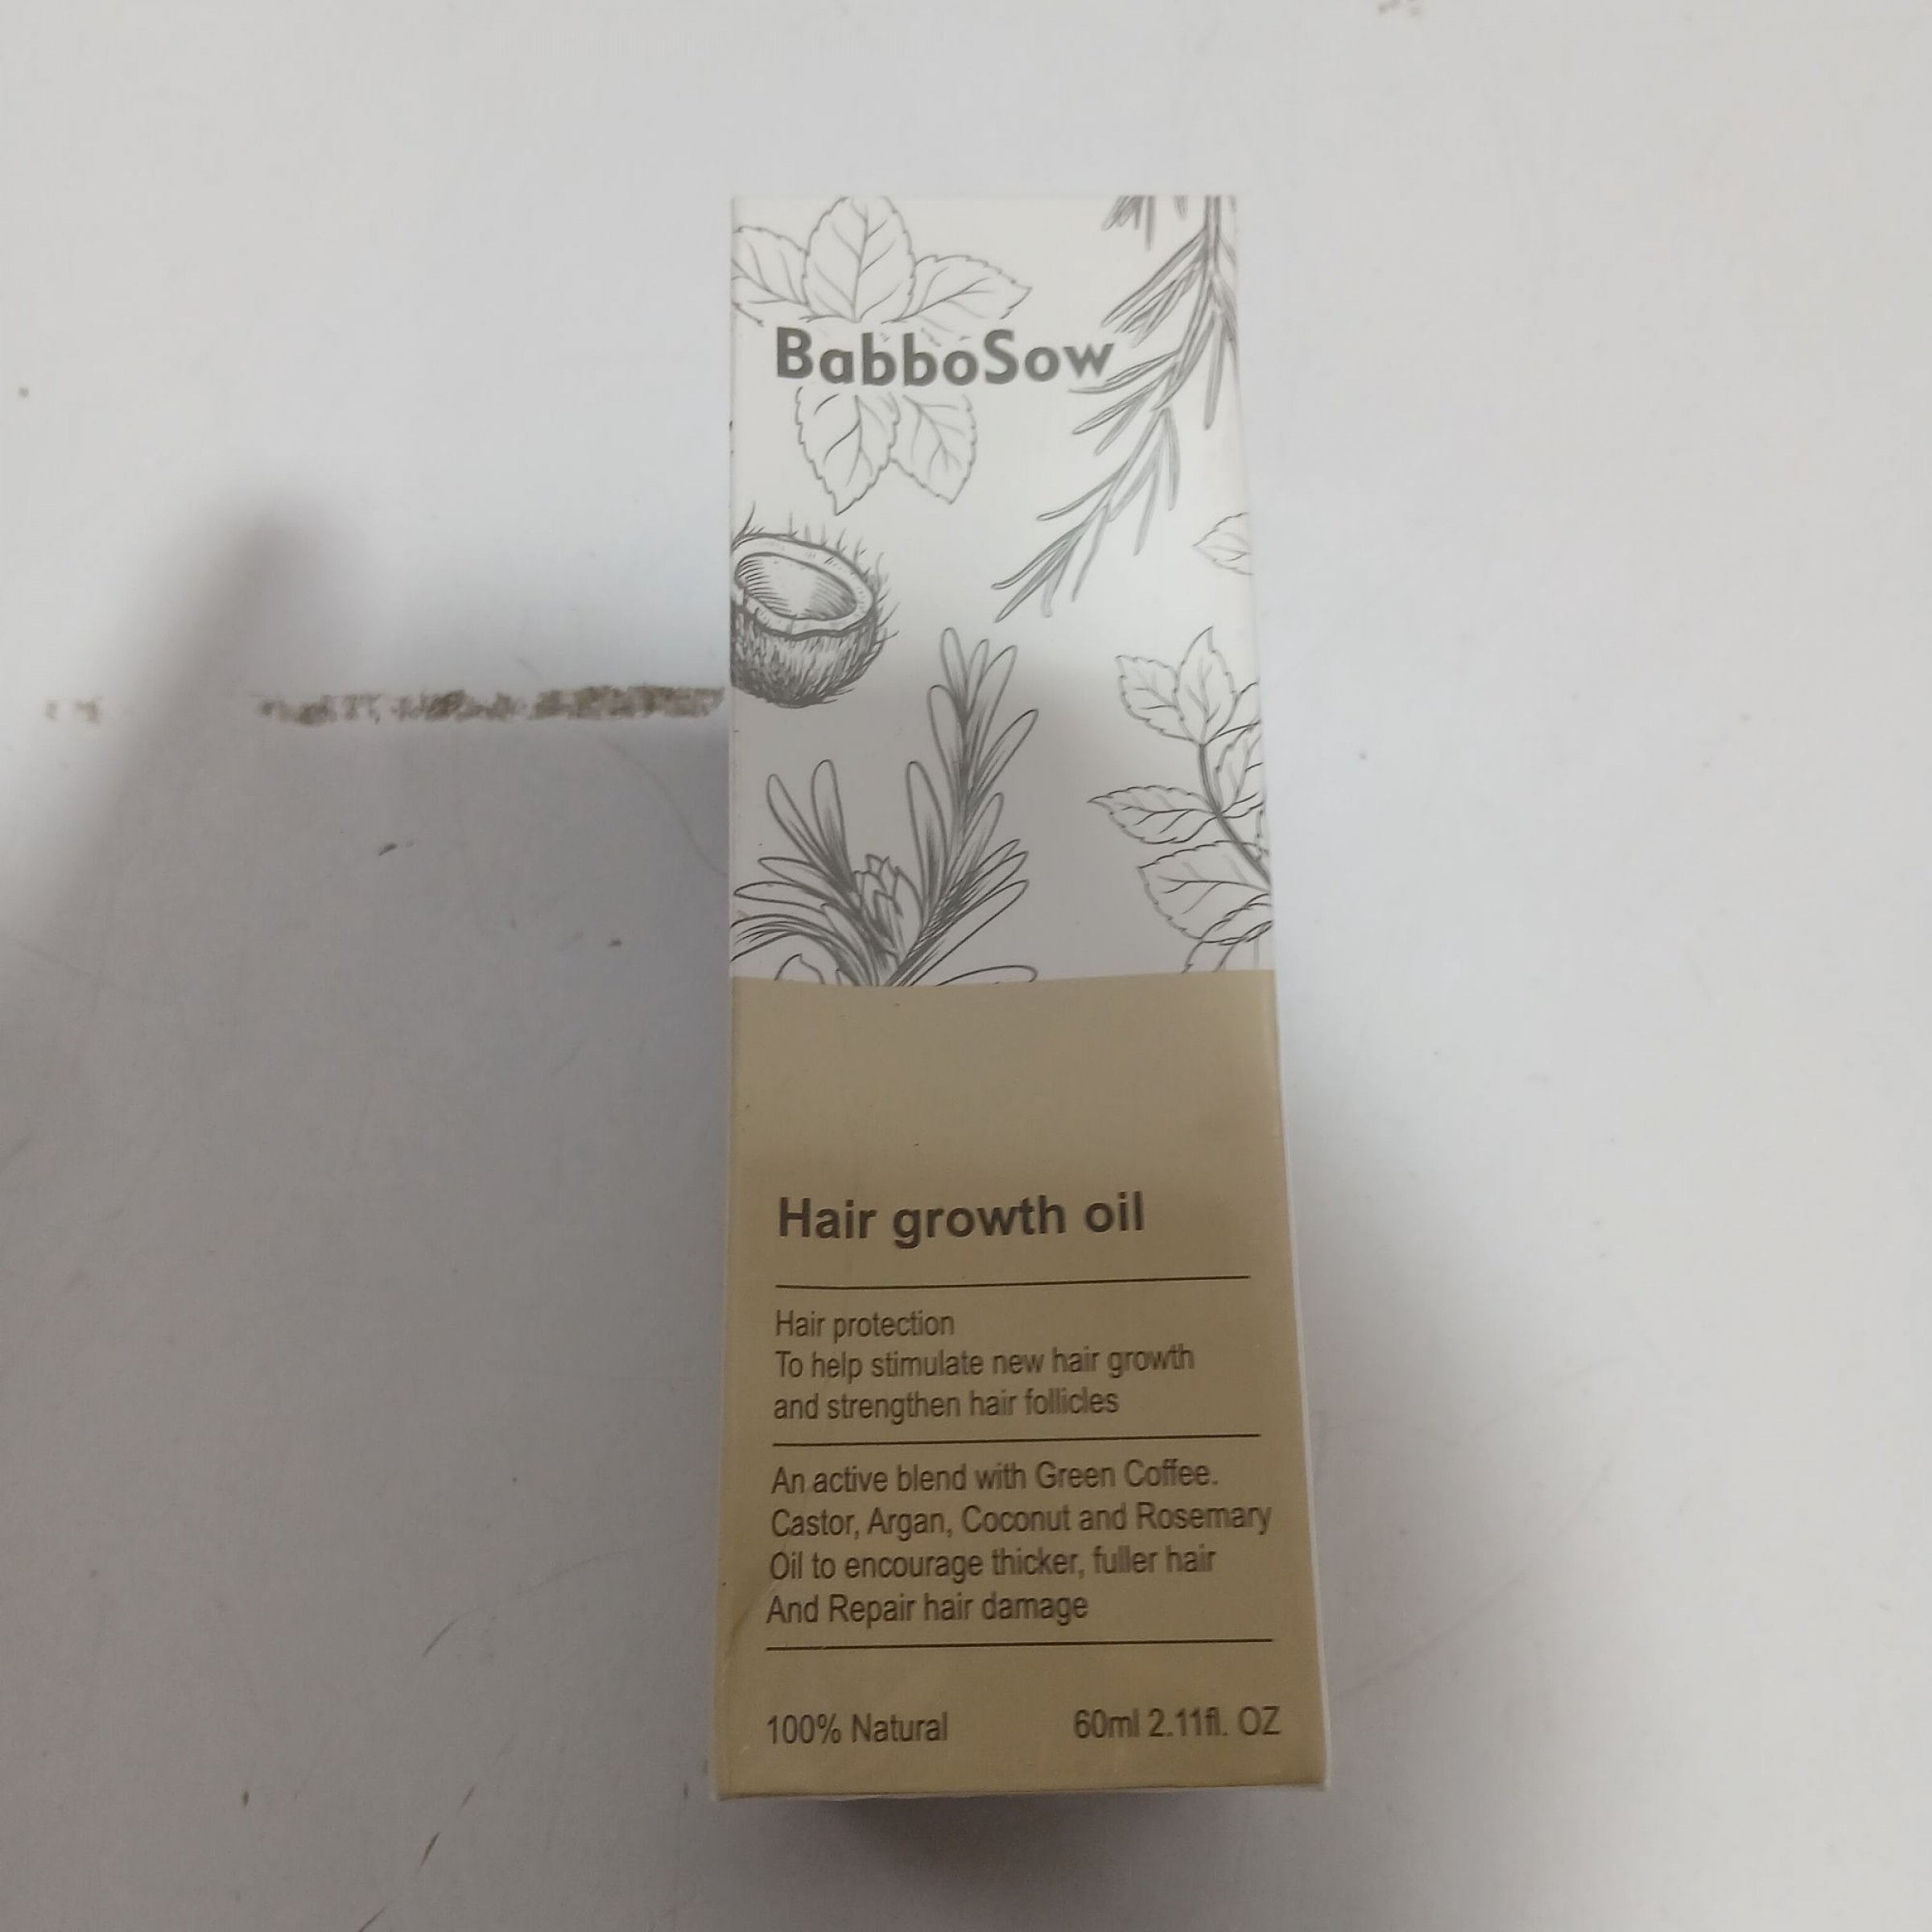 BabboSow
Hair growth oil
Hair protection
To help stimulate new hair growth
and strengthen hair follicles
An active blend with Green Coffee.
Castor, Argan, Coconut and Rosemary
Oil to encourage thicker, fuller hair
And Repair hair damage
100% Natural 60ml 2.11fl. OZ